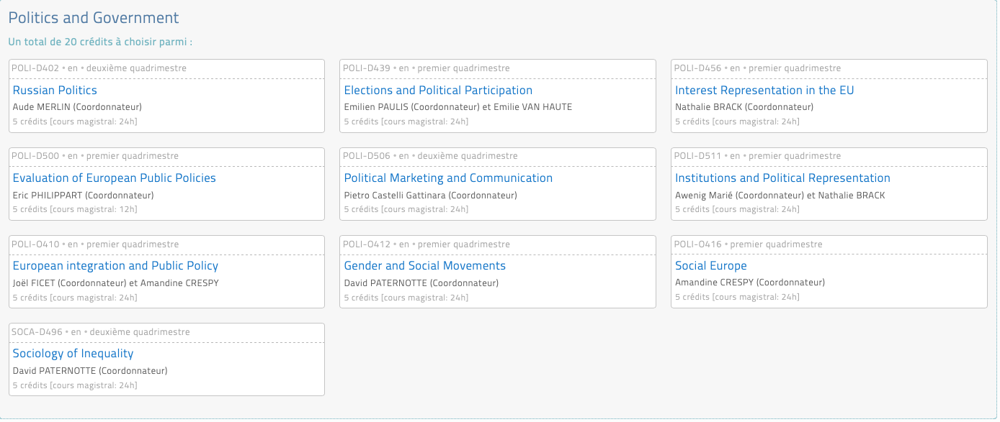 Politics and Government
Un total de 20 crédits à choisir parmi :
POLI-D402 • en • deuxième quadrimestre
Russian Politics
Aude MERLIN (Coordonnateur)
5 crédits [cours magistral: 24h]
POLI-D439 • en • premier quadrimestre
Elections and Political Participation
Emilien PAULIS (Coordonnateur) et Emilie VAN HAUTE
5 crédits [cours magistral: 24h]
POLI-D456 • en • premier quadrimestre
Interest Representation in the EU
Nathalie BRACK (Coordonnateur)
5 crédits [cours magistral: 24h]
POLI-D500 • en • premier quadrimestre
Evaluation of European Public Policies
Eric PHILIPPART (Coordonnateur)
5 crédits [cours magistral: 12h]
POLI-D506 • en • deuxième quadrimestre
Political Marketing and Communication
Pietro Castelli Gattinara (Coordonnateur)
5 crédits [cours magistral: 24h]
POLI-D511 • en • premier quadrimestre
Institutions and Political Representation
Awenig Marié (Coordonnateur) et Nathalie BRACK
5 crédits [cours magistral: 24h]
POLI-O410 • en • premier quadrimestre
European integration and Public Policy
Joël FICET (Coordonnateur) et Amandine CRESPY
5 crédits [cours magistral: 24h]
POLI-O412 • en • premier quadrimestre
Gender and Social Movements
David PATERNOTTE (Coordonnateur)
5 crédits [cours magistral: 24h]
POLI-O416 • premier quadrimestre
Social Europe
Amandine CRESPY (Coordonnateur)
5 crédits [cours magistral: 24h]
SOCA-D496 • en • deuxième quadrimestre
Sociology of Inequality
David PATERNOTTE (Coordonnateur)
5 crédits [cours magistral: 24h]